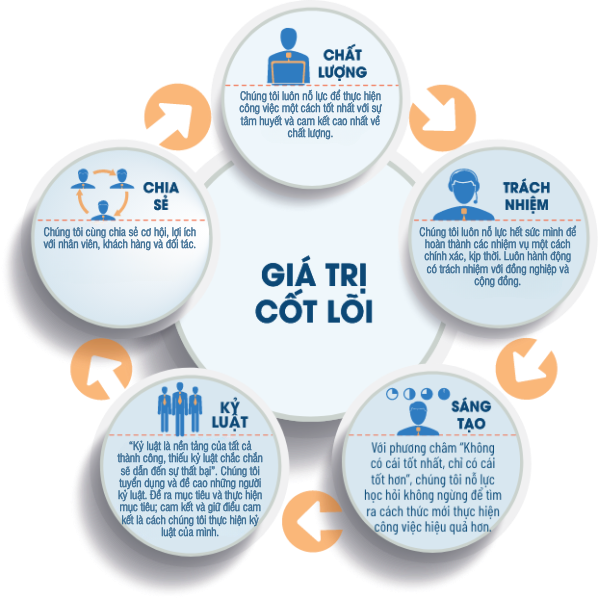 GIÁ TRỊ
CỐT LÕI
CHẤT
LƯỢNG
Chúng tôi luôn nỗ lực để thực hiện
công việc một cách tốt nhất với sự
tâm huyết và cam kết cao nhất về
chất lượng.
TRÁCH
NHIỆM
Chúng tôi luôn nỗ lực hết sức mình để
hoàn thành các nhiệm vụ một cách
chính xác, kịp thời. Luôn hành động
có trách nhiệm với đồng nghiệp và
cộng đồng.
SÁNG
TẠO
Với phương châm “Không
có cái tốt nhất, chỉ có cái
tốt hơn”, chúng tôi nỗ lực
học hỏi không ngừng để tìm
ra cách thức mới thực hiện
công việc hiệu quả hơn.
KỶ
LUẬT
“Kỷ luật là nền tảng của tất cả
thành công, thiếu kỷ luật chắc chắn
sẽ dẫn đến sự thất bại”. Chúng tôi
tuyển dụng và đề cao những người
kỷ luật. Đề ra mục tiêu và thực hiện
mục tiêu; cam kết và giữ điều cam
kết là cách chúng tôi thực hiện kỷ
luật của mình.
CHIA
SẺ
Chúng tôi cùng chia sẻ cơ hội, lợi ích
với nhân viên, khách hàng và đối tác.